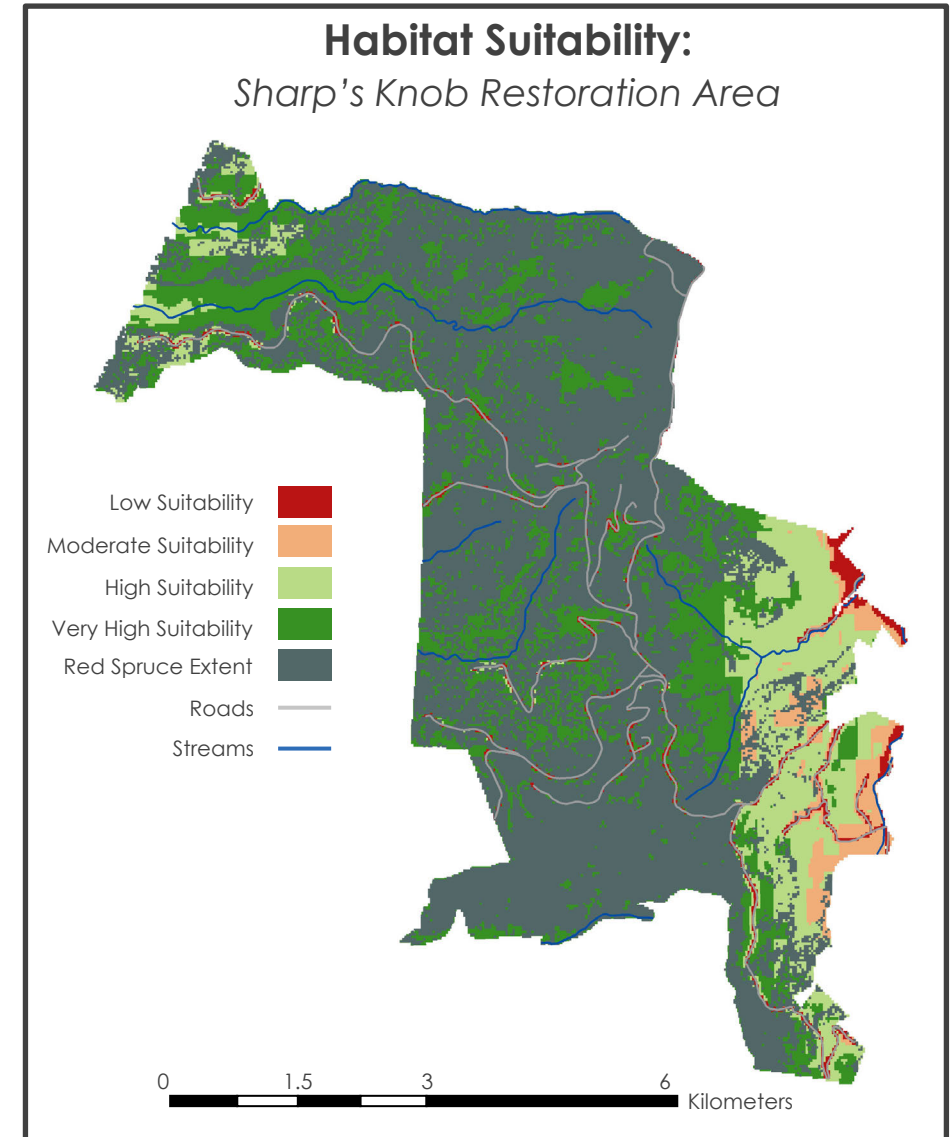 Habitat Suitability:
Sharp's Knob Restoration Area
Low Suitability
Moderate Suitability
High Suitability
Very High Suitability
Red Spruce Extent
Roads
Streams
0 1.5 3 6
Kilometers